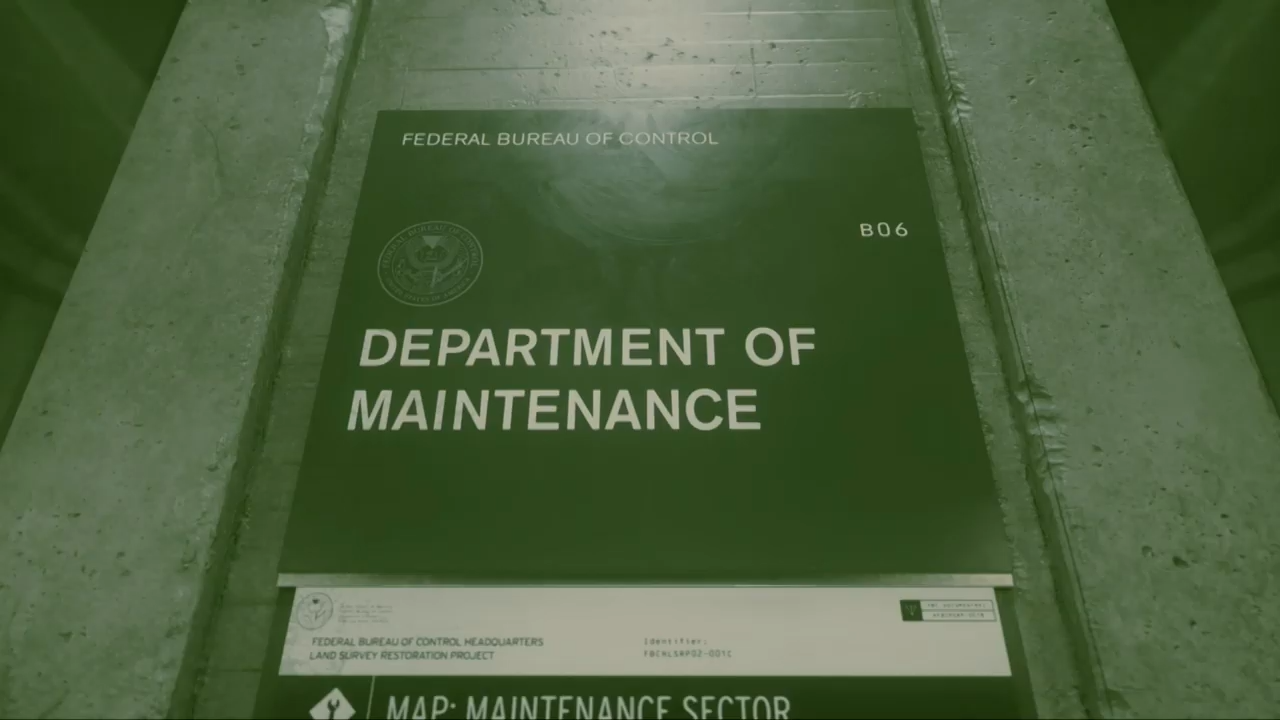 FEDERAL BUREAU OF CONTROL
B06
DEPARTMENT OF
MAINTENANCE
FEDERAL BUREAU OF CONTROL HEADQUARTERS
LAND SURVEY RESTORATION PROJECT
Identifier:
MAP: MAINTENANCE SECTOR